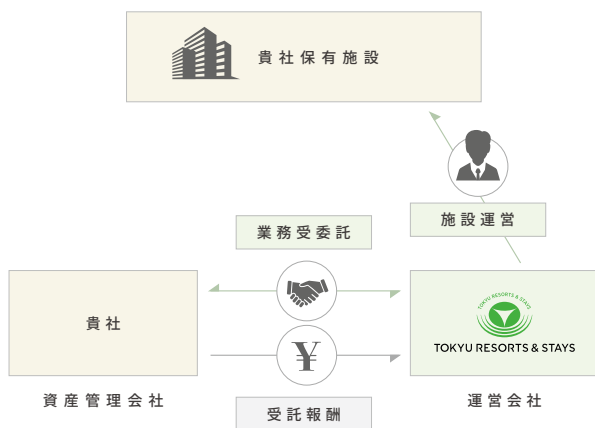 貴社保有施設
施設運営
業務受委託
貴社
TOKYU RESORTS & STAYS
TOKYU RESORTS & STAYS
¥
資産管理会社
運営会社
受託報酬